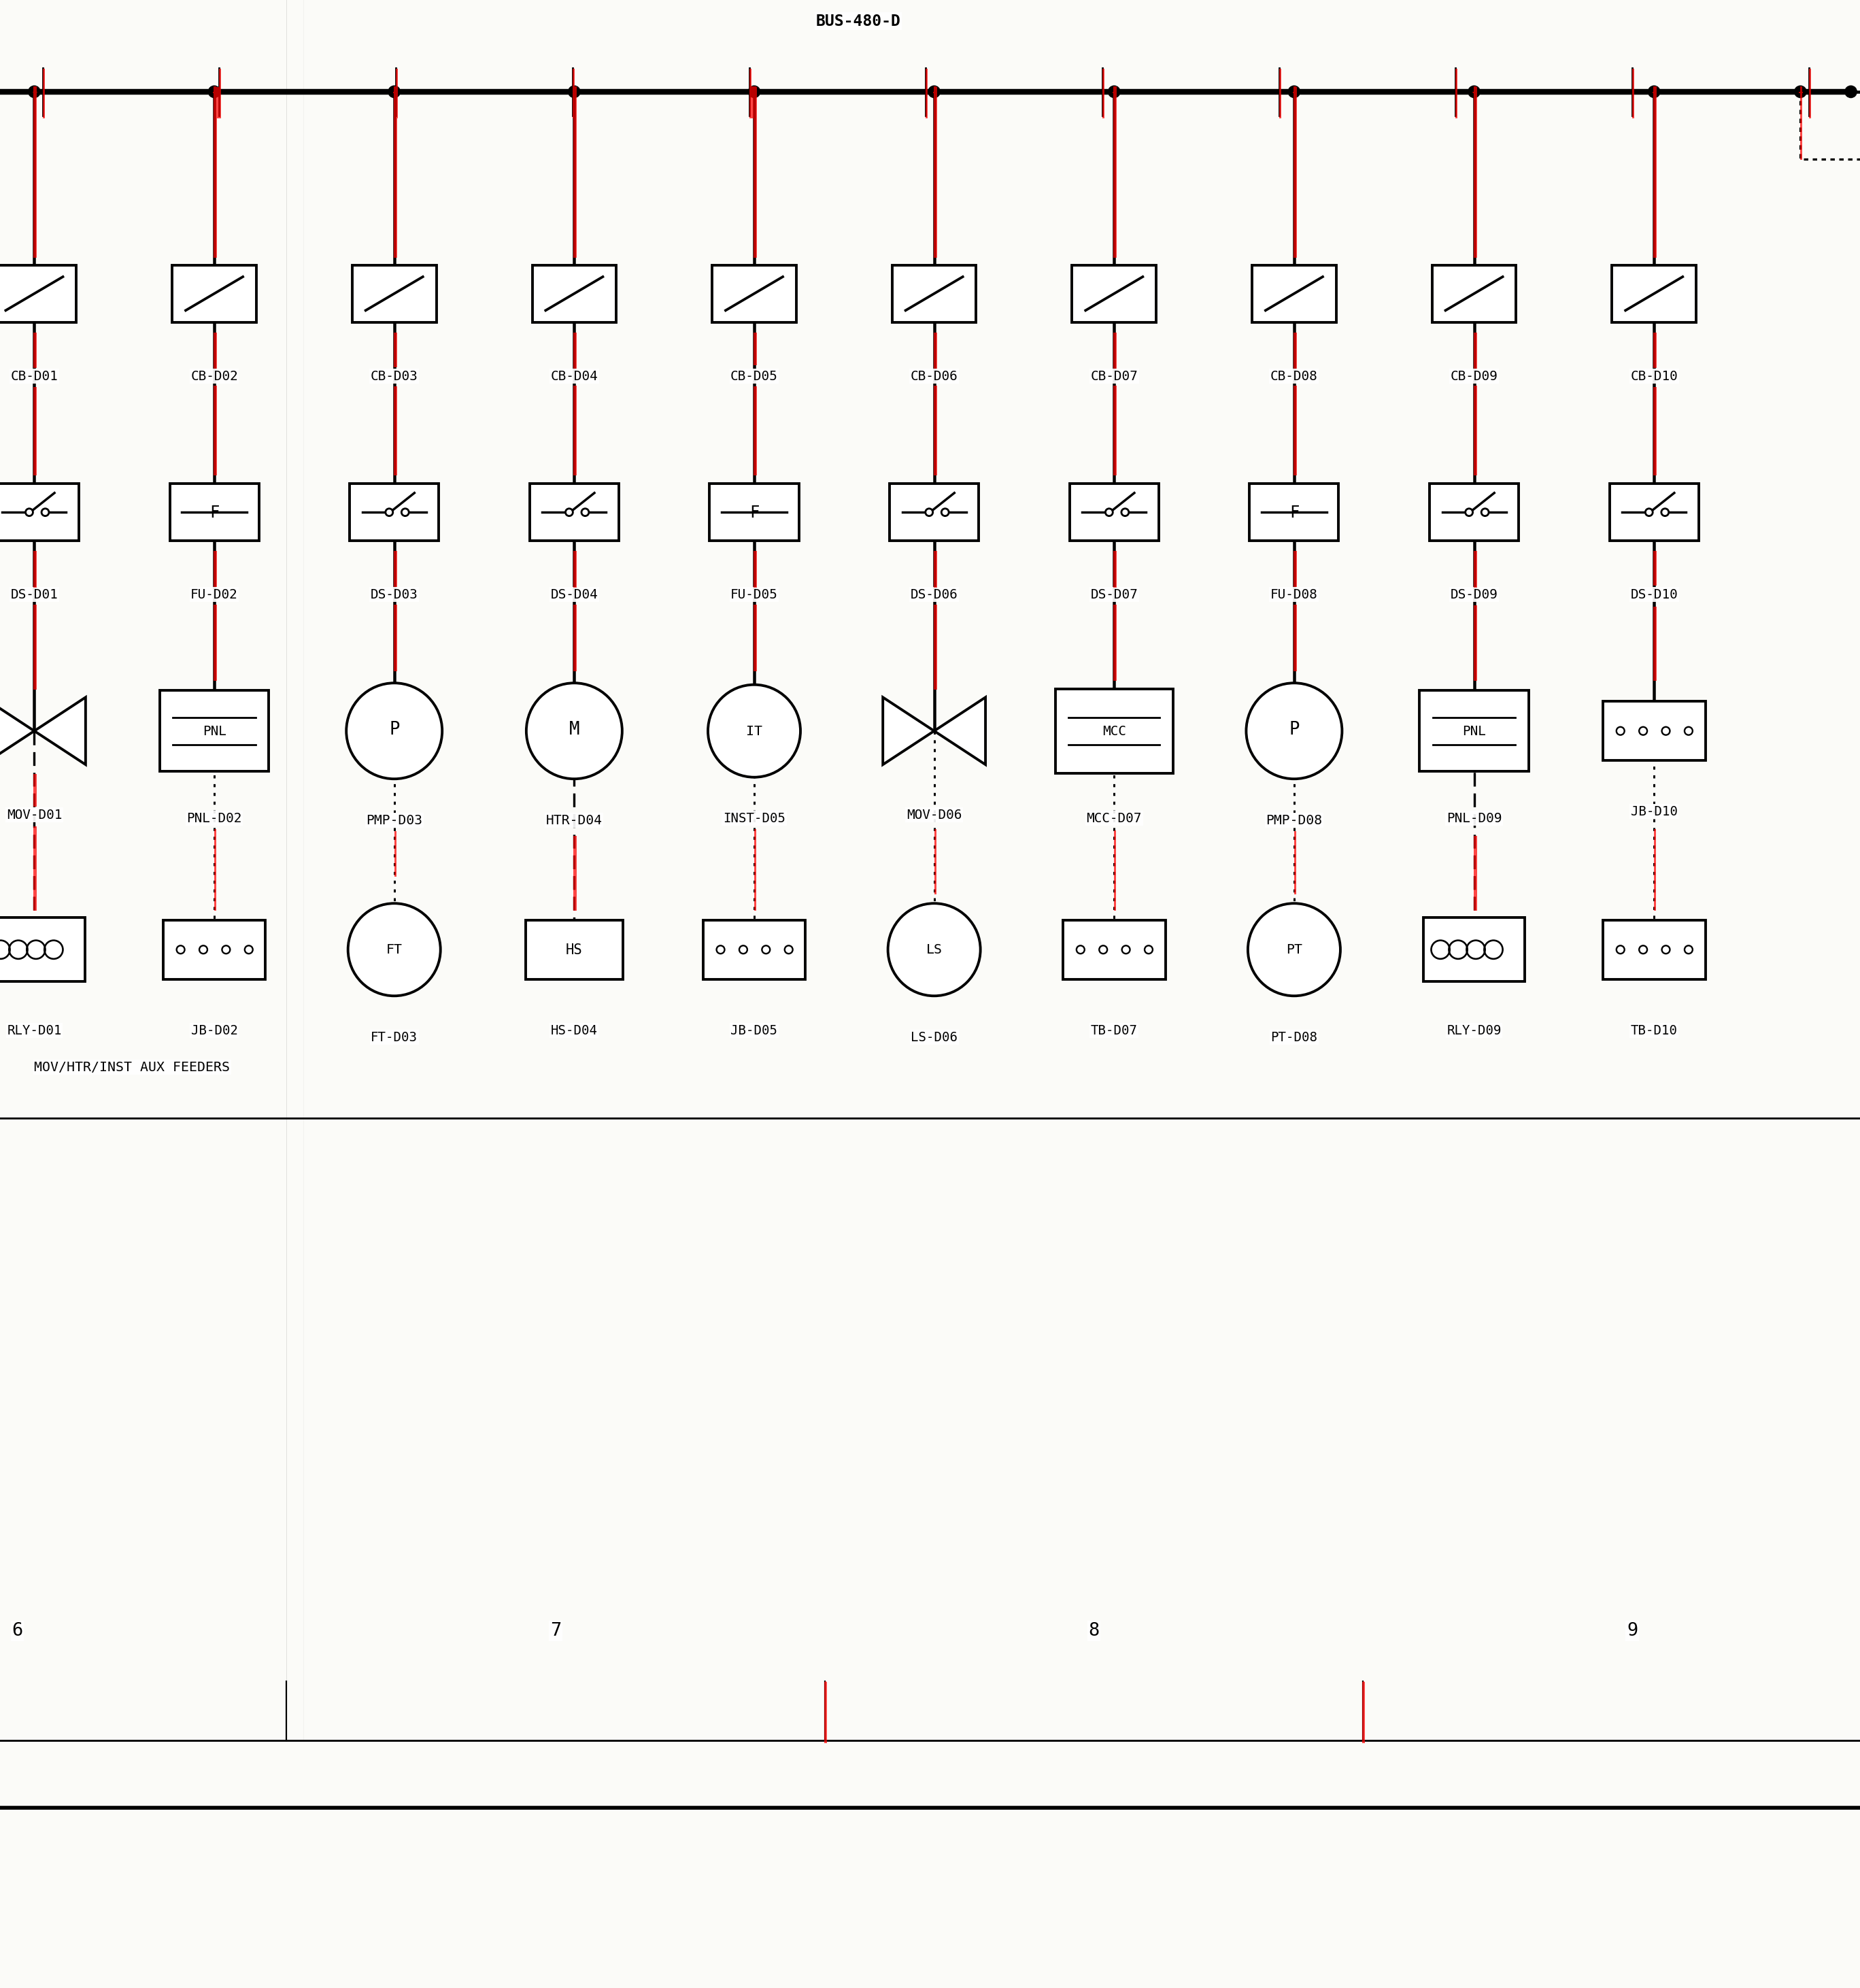 BUS-480-D
CB-D01 CB-D02 CB-D03 CB-D04 CB-D05 CB-D06 CB-D07 CB-D08 CB-D09 CB-D10
F F F
DS-D01 FU-D02 DS-D03 DS-D04 FU-D05 DS-D06 DS-D07 FU-D08 DS-D09 DS-D10
PNL P M IT MCC P PNL
MOV-D01 PNL-D02 PMP-D03 HTR-D04 INST-D05 MOV-D06 MCC-D07 PMP-D08 PNL-D09 JB-D10
FT HS LS PT
RLY-D01 JB-D02 FT-D03 HS-D04 JB-D05 LS-D06 TB-D07 PT-D08 RLY-D09 TB-D10
MOV/HTR/INST AUX FEEDERS
6 7 8 9